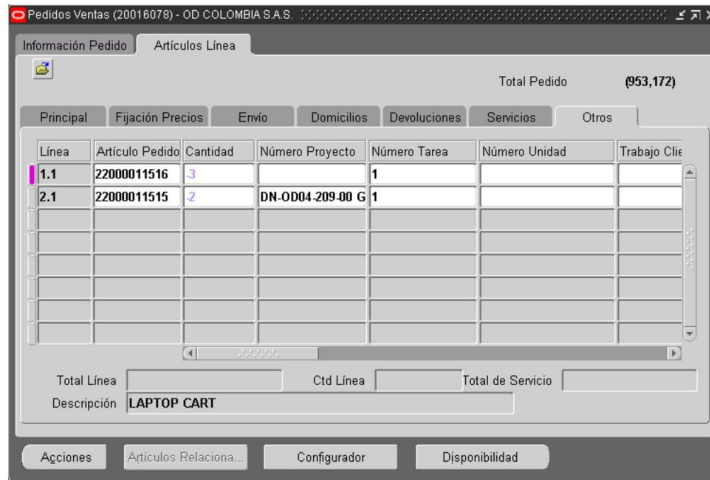 Pedidos Ventas (20016078) - OD COLOMBIA S.A.S.
Información Pedido Artículos Línea
Total Pedido (953,172)
Principal Fijación Precios Envío Domicilios Devoluciones Servicios Otros
Línea Artículo Pedido Cantidad Número Proyecto Número Tarea Número Unidad Trabajo Clie
1.1 22000011516 -3 1
2.1 22000011515 -2 DN-OD04-209-00 G 1
Total Línea Ctd Línea Total de Servicio
Descripción LAPTOP CART
Acciones Artículos Relaciona... Configurador Disponibilidad